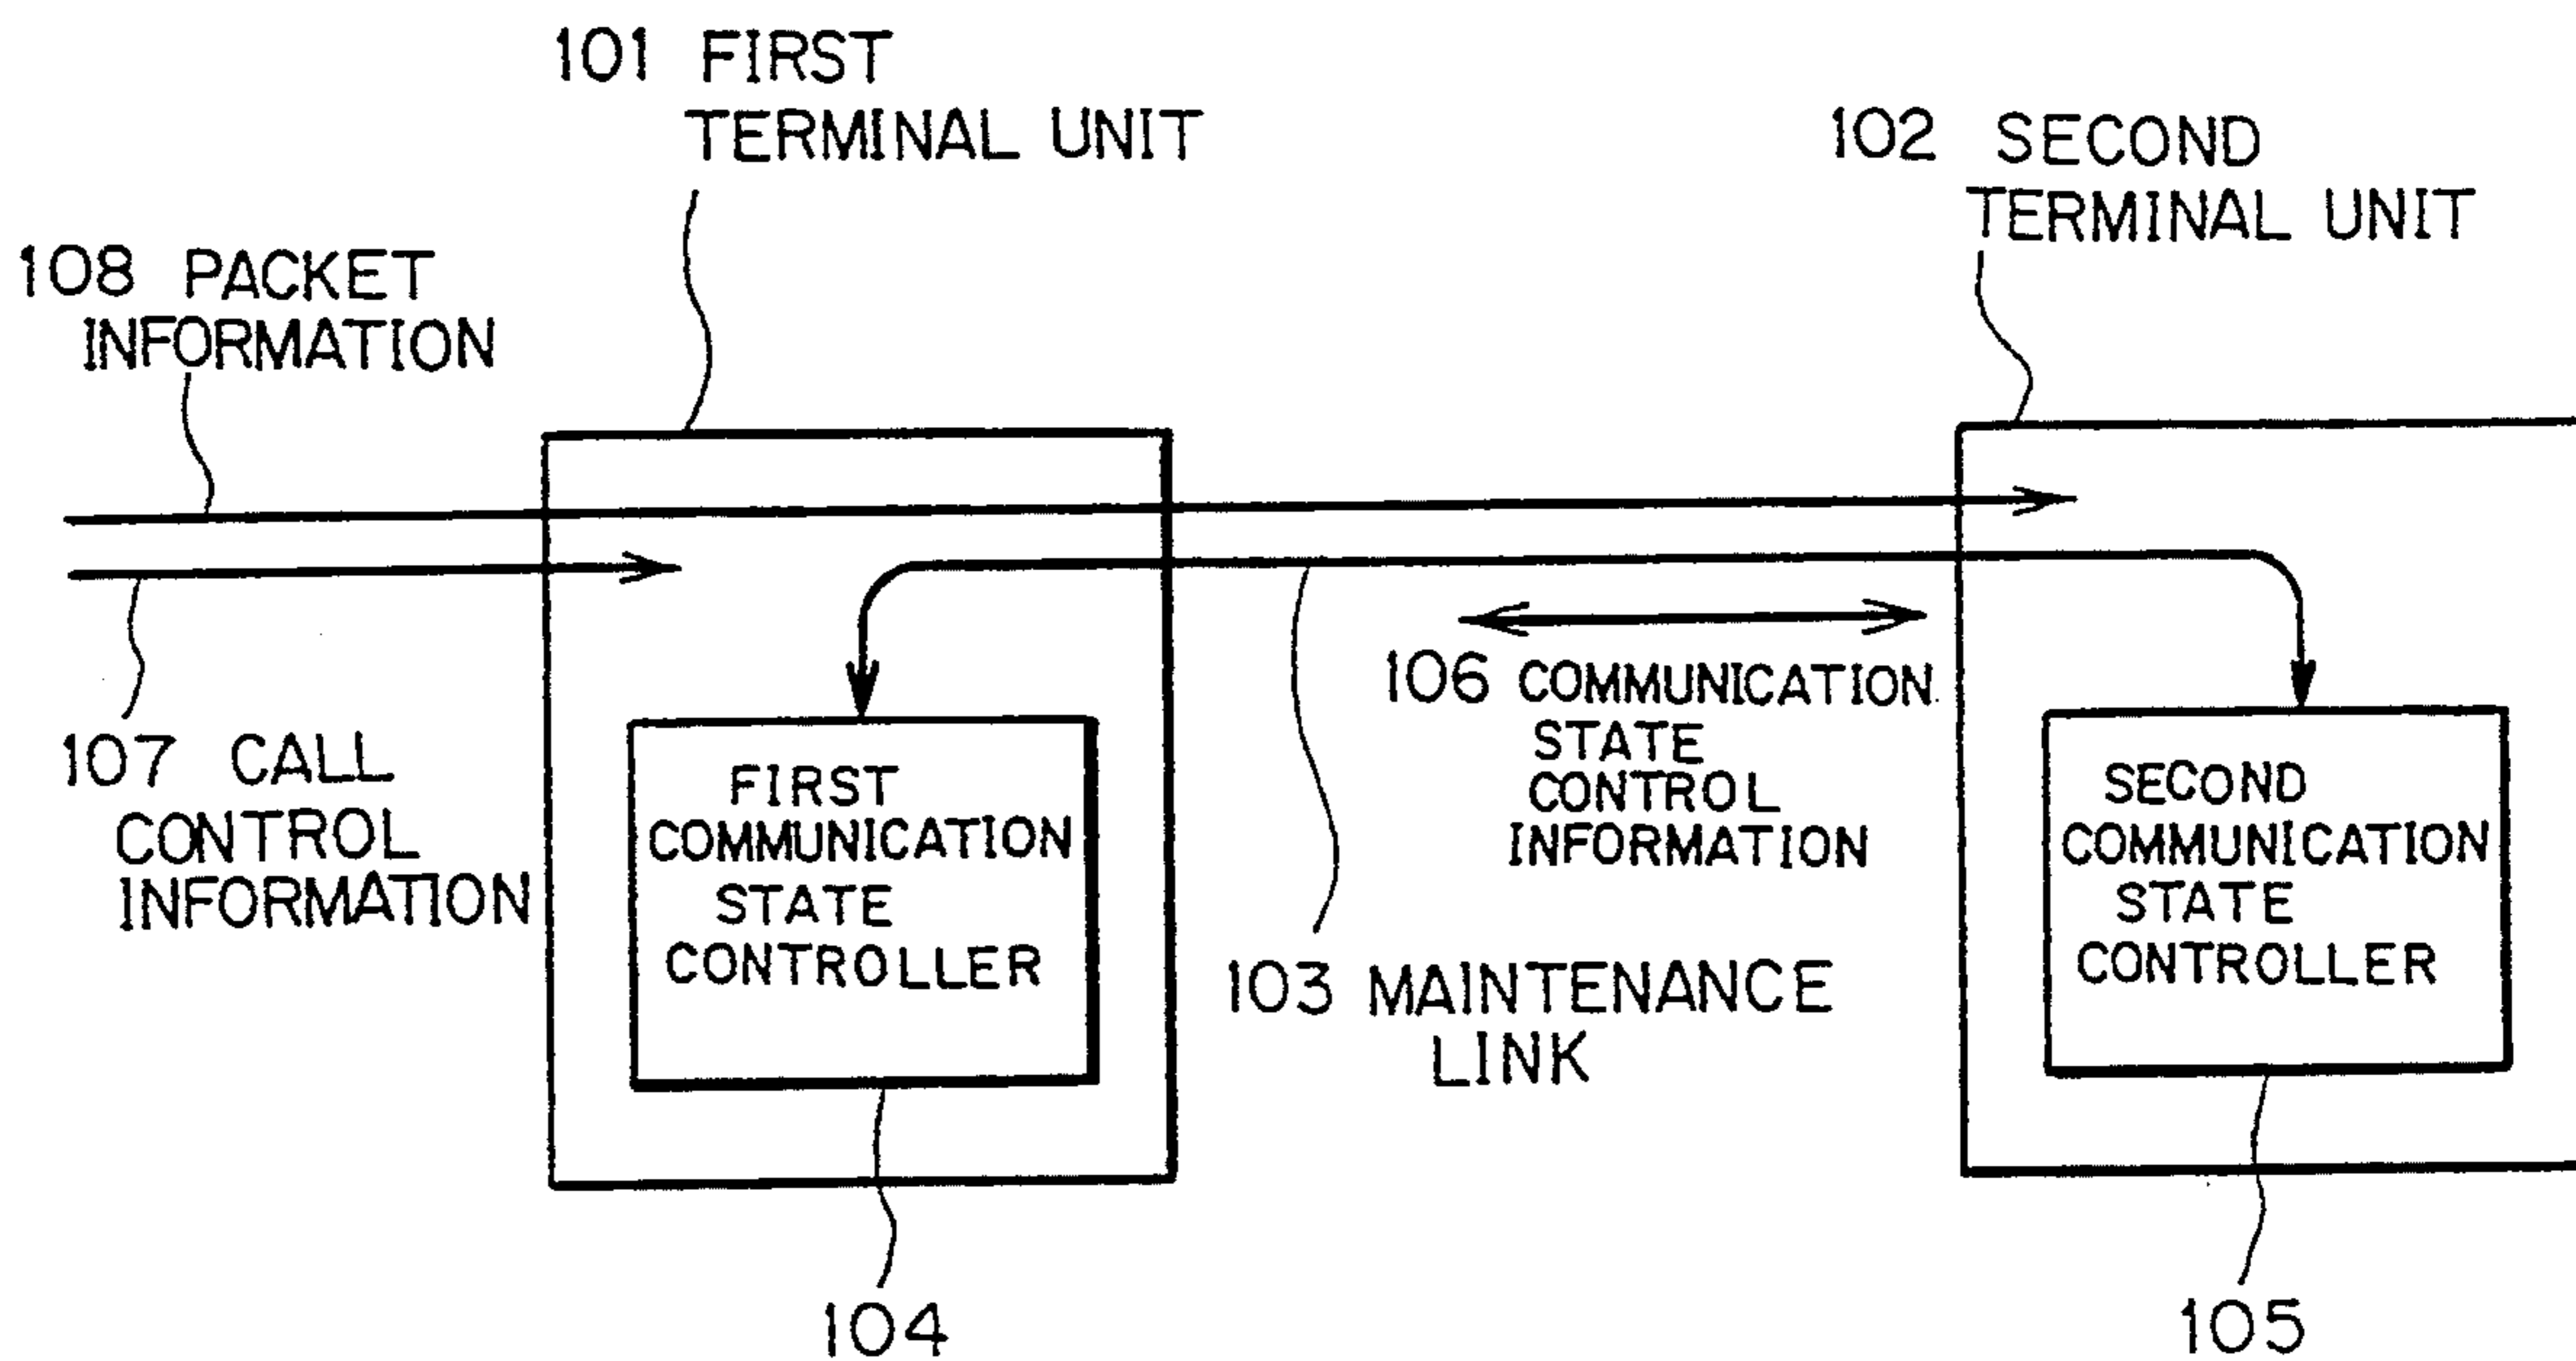 101 FIRST
TERMINAL UNIT
102 SECOND
TERMINAL UNIT
108 PACKET
INFORMATION
107 CALL
CONTROL
INFORMATION
FIRST
COMMUNICATION
STATE
CONTROLLER
106 COMMUNICATION
STATE
CONTROL
INFORMATION
103 MAINTENANCE
LINK
SECOND
COMMUNICATION
STATE
CONTROLLER
104
105